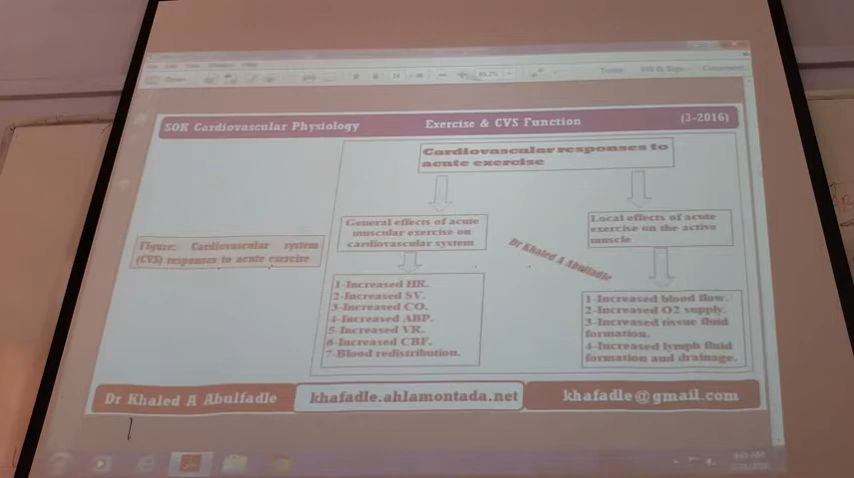 SOK Cardiovascular Physiology Exercise & CVS Function (3-2016)
Cardiovascular responses to
acute exercise
General effects of acute
muscular exercise on
cardiovascular system
Local effects of acute
exercise on the active
muscle
Figure: Cardiovascular system
(CVS) responses to acute exercise
Dr Khaled A Abulfadle
1-Increased HR.
2-Increased SV.
3-Increased CO.
4-Increased ABP.
5-Increased VR.
6-Increased CBF.
7-Blood redistribution.
1-Increased blood flow.
2-Increased O2 supply.
3-Increased tissue fluid
formation.
4-Increased lymph fluid
formation and drainage.
Dr Khaled A Abulfadle khafadle.ahlamontada.net khafadle@gmail.com